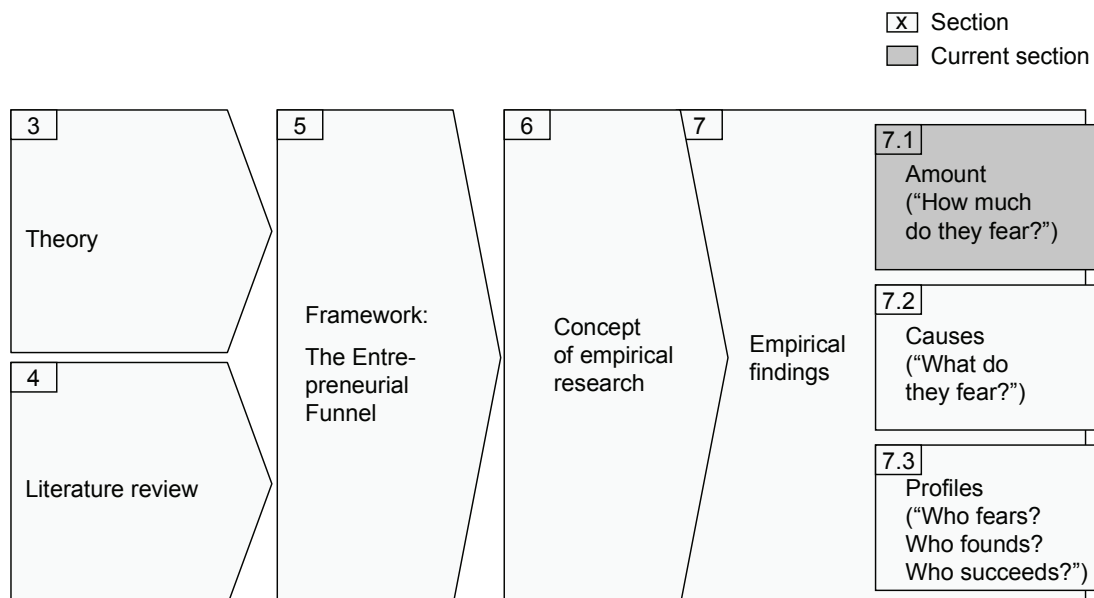 x Section
Current section
3
Theory
4
Literature review
5
Framework:
The Entre-
preneurial
Funnel
6
Concept
of empirical
research
7
Empirical
findings
7.1
Amount
(“How much
do they fear?”)
7.2
Causes
(“What do
they fear?”)
7.3
Profiles
(“Who fears?
Who founds?
Who succeeds?”)